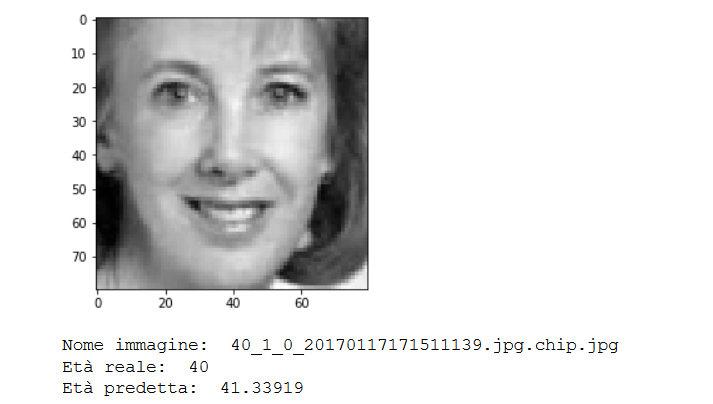 0
10
20
30
40
50
60
70
0 20 40 60
Nome immagine: 40_1_0_20170117171511139.jpg.chip.jpg
Età reale: 40
Età predetta: 41.33919